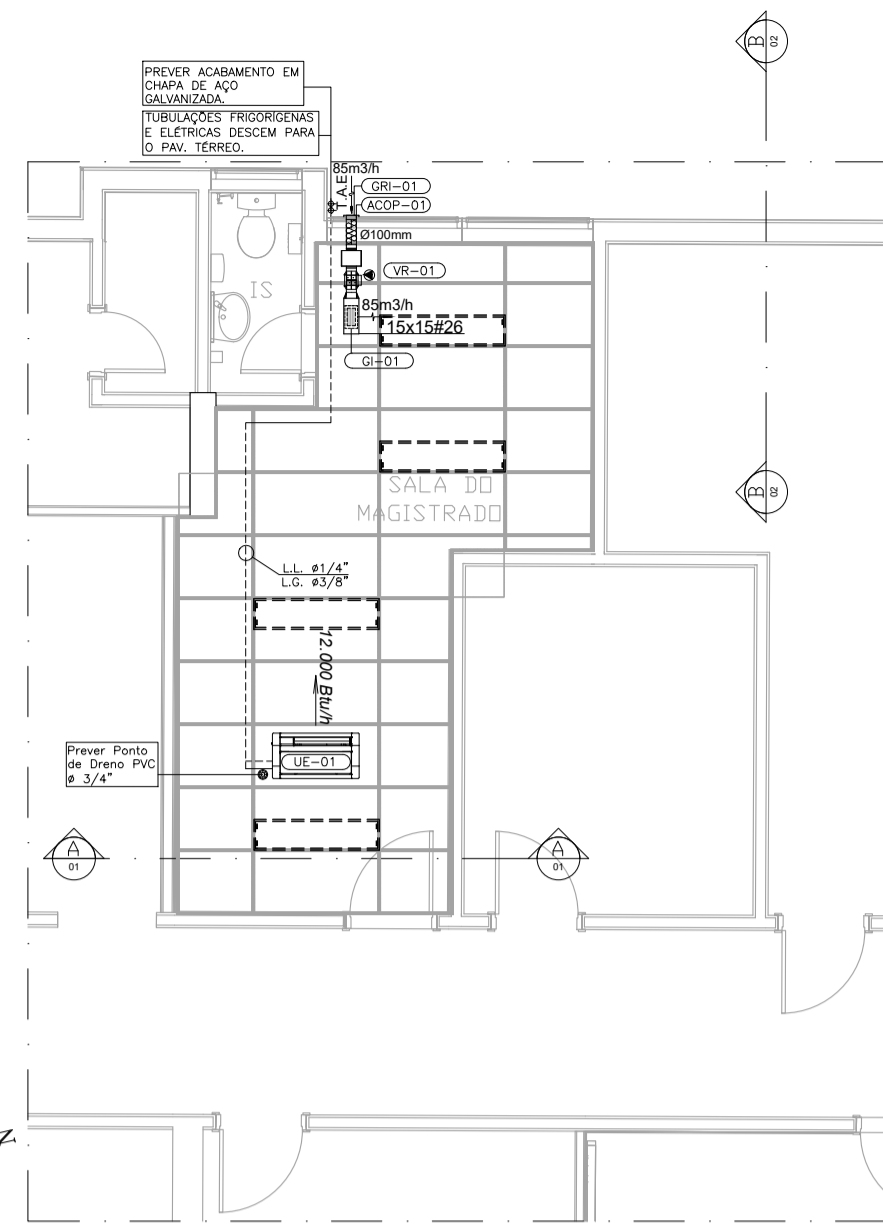 B
02
PREVER ACABAMENTO EM
CHAPA DE AÇO
GALVANIZADA.
TUBULAÇÕES FRIGORÍGENAS
E ELÉTRICAS DESCEM PARA
O PAV. TÉRREO.
T.A.E
85m3/h
GRI-01
ACOP-01
Ø100mm
VR-01
IS
85m3/h
15x15#26
GI-01
SALA DO
MAGISTRADO
B
02
L.L. ø1/4"
L.G. ø3/8"
12.000 Btu/h
UE-01
Prever Ponto
de Dreno PVC
ø 3/4"
A
01
A
01
N